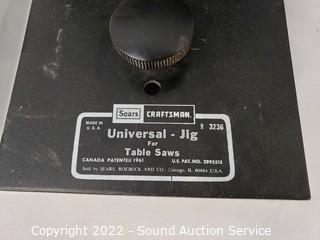 Sears CRAFTSMAN.
MADE IN U.S.A. 9 3236
Universal - Jig
For
Table Saws
CANADA PATENTED 1961 U.S. PAT. NO. 2895513
Sold by SEARS, ROEBUCK AND CO., Chicago, IL 60684 U.S.A.
Copyright © 2022 - Sound Auction Service